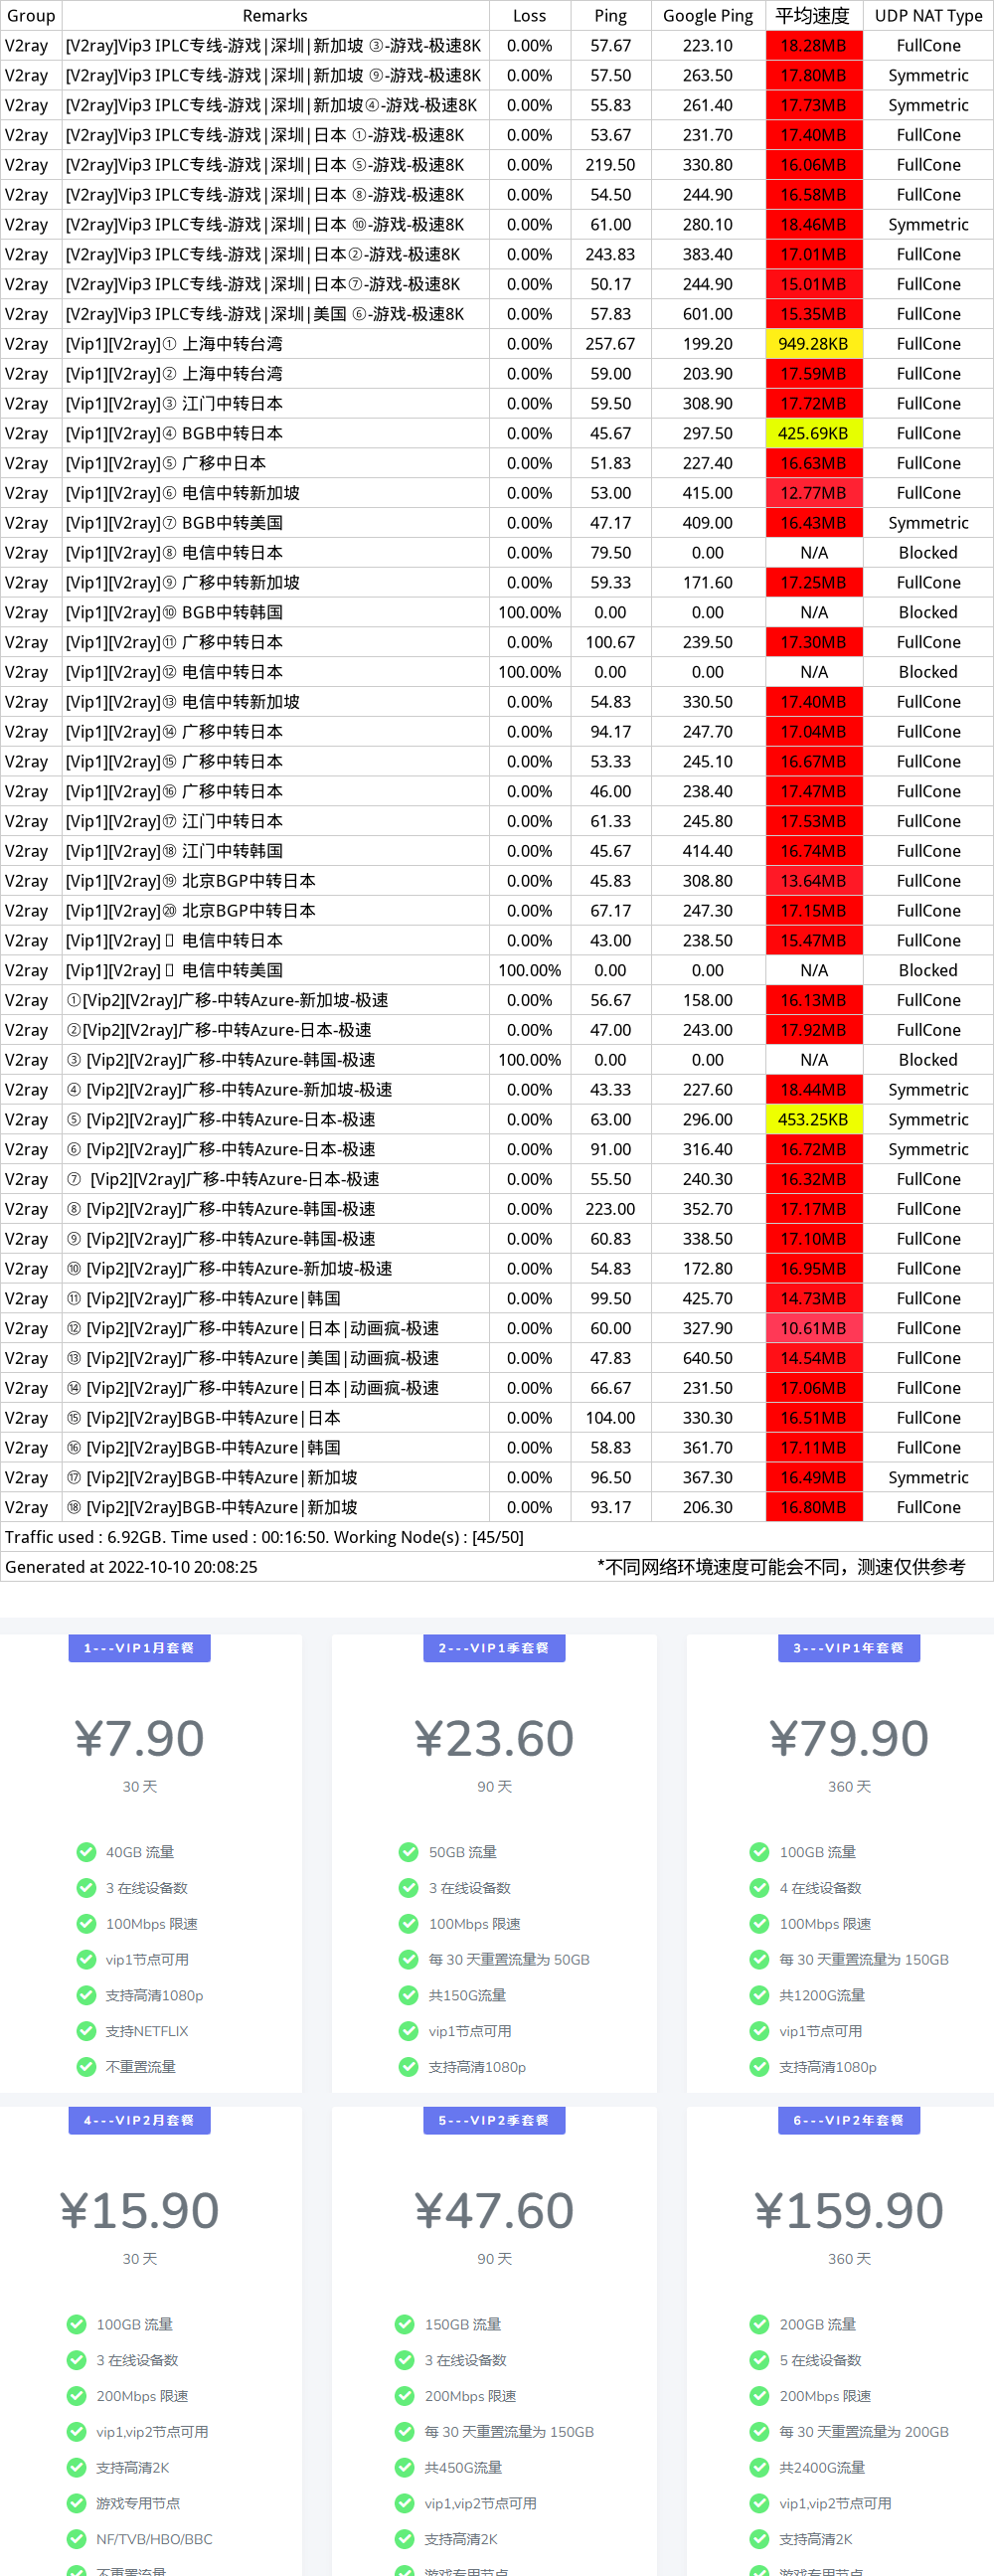 Group Remarks Loss Ping Google Ping 平均速度 UDP NAT Type
V2ray [V2ray]Vip3 IPLC专线-游戏|深圳|新加坡 ③-游戏-极速8K 0.00% 57.67 223.10 18.28MB FullCone
V2ray [V2ray]Vip3 IPLC专线-游戏|深圳|新加坡 ⑨-游戏-极速8K 0.00% 57.50 263.50 17.80MB Symmetric
V2ray [V2ray]Vip3 IPLC专线-游戏|深圳|新加坡④-游戏-极速8K 0.00% 55.83 261.40 17.73MB Symmetric
V2ray [V2ray]Vip3 IPLC专线-游戏|深圳|日本 ①-游戏-极速8K 0.00% 53.67 231.70 17.40MB FullCone
V2ray [V2ray]Vip3 IPLC专线-游戏|深圳|日本 ⑤-游戏-极速8K 0.00% 219.50 330.80 16.06MB FullCone
V2ray [V2ray]Vip3 IPLC专线-游戏|深圳|日本 ⑧-游戏-极速8K 0.00% 54.50 244.90 16.58MB FullCone
V2ray [V2ray]Vip3 IPLC专线-游戏|深圳|日本 ⑩-游戏-极速8K 0.00% 61.00 280.10 18.46MB Symmetric
V2ray [V2ray]Vip3 IPLC专线-游戏|深圳|日本②-游戏-极速8K 0.00% 243.83 383.40 17.01MB FullCone
V2ray [V2ray]Vip3 IPLC专线-游戏|深圳|日本⑦-游戏-极速8K 0.00% 50.17 244.90 15.01MB FullCone
V2ray [V2ray]Vip3 IPLC专线-游戏|深圳|美国 ⑥-游戏-极速8K 0.00% 57.83 601.00 15.35MB FullCone
V2ray [Vip1][V2ray]① 上海中转台湾 0.00% 257.67 199.20 949.28KB FullCone
V2ray [Vip1][V2ray]② 上海中转台湾 0.00% 59.00 203.90 17.59MB FullCone
V2ray [Vip1][V2ray]③ 江门中转日本 0.00% 59.50 308.90 17.72MB FullCone
V2ray [Vip1][V2ray]④ BGB中转日本 0.00% 45.67 297.50 425.69KB FullCone
V2ray [Vip1][V2ray]⑤ 广移中日本 0.00% 51.83 227.40 16.63MB FullCone
V2ray [Vip1][V2ray]⑥ 电信中转新加坡 0.00% 53.00 415.00 12.77MB FullCone
V2ray [Vip1][V2ray]⑦ BGB中转美国 0.00% 47.17 409.00 16.43MB Symmetric
V2ray [Vip1][V2ray]⑧ 电信中转日本 0.00% 79.50 0.00 N/A Blocked
V2ray [Vip1][V2ray]⑨ 广移中转新加坡 0.00% 59.33 171.60 17.25MB FullCone
V2ray [Vip1][V2ray]⑩ BGB中转韩国 100.00% 0.00 0.00 N/A Blocked
V2ray [Vip1][V2ray]⑪ 广移中转日本 0.00% 100.67 239.50 17.30MB FullCone
V2ray [Vip1][V2ray]⑫ 电信中转日本 100.00% 0.00 0.00 N/A Blocked
V2ray [Vip1][V2ray]⑬ 电信中转新加坡 0.00% 54.83 330.50 17.40MB FullCone
V2ray [Vip1][V2ray]⑭ 广移中转日本 0.00% 94.17 247.70 17.04MB FullCone
V2ray [Vip1][V2ray]⑮ 广移中转日本 0.00% 53.33 245.10 16.67MB FullCone
V2ray [Vip1][V2ray]⑯ 广移中转日本 0.00% 46.00 238.40 17.47MB FullCone
V2ray [Vip1][V2ray]⑰ 江门中转日本 0.00% 61.33 245.80 17.53MB FullCone
V2ray [Vip1][V2ray]⑱ 江门中转韩国 0.00% 45.67 414.40 16.74MB FullCone
V2ray [Vip1][V2ray]⑲ 北京BGP中转日本 0.00% 45.83 308.80 13.64MB FullCone
V2ray [Vip1][V2ray]⑳ 北京BGP中转日本 0.00% 67.17 247.30 17.15MB FullCone
V2ray [Vip1][V2ray] 电信中转日本 0.00% 43.00 238.50 15.47MB FullCone
V2ray [Vip1][V2ray] 电信中转美国 100.00% 0.00 0.00 N/A Blocked
V2ray ①[Vip2][V2ray]广移-中转Azure-新加坡-极速 0.00% 56.67 158.00 16.13MB FullCone
V2ray ②[Vip2][V2ray]广移-中转Azure-日本-极速 0.00% 47.00 243.00 17.92MB FullCone
V2ray ③ [Vip2][V2ray]广移-中转Azure-韩国-极速 100.00% 0.00 0.00 N/A Blocked
V2ray ④ [Vip2][V2ray]广移-中转Azure-新加坡-极速 0.00% 43.33 227.60 18.44MB Symmetric
V2ray ⑤ [Vip2][V2ray]广移-中转Azure-日本-极速 0.00% 63.00 296.00 453.25KB Symmetric
V2ray ⑥ [Vip2][V2ray]广移-中转Azure-日本-极速 0.00% 91.00 316.40 16.72MB Symmetric
V2ray ⑦ [Vip2][V2ray]广移-中转Azure-日本-极速 0.00% 55.50 240.30 16.32MB FullCone
V2ray ⑧ [Vip2][V2ray]广移-中转Azure-韩国-极速 0.00% 223.00 352.70 17.17MB FullCone
V2ray ⑨ [Vip2][V2ray]广移-中转Azure-韩国-极速 0.00% 60.83 338.50 17.10MB FullCone
V2ray ⑩ [Vip2][V2ray]广移-中转Azure-新加坡-极速 0.00% 54.83 172.80 16.95MB FullCone
V2ray ⑪ [Vip2][V2ray]广移-中转Azure|韩国 0.00% 99.50 425.70 14.73MB FullCone
V2ray ⑫ [Vip2][V2ray]广移-中转Azure|日本|动画疯-极速 0.00% 60.00 327.90 10.61MB FullCone
V2ray ⑬ [Vip2][V2ray]广移-中转Azure|美国|动画疯-极速 0.00% 47.83 640.50 14.54MB FullCone
V2ray ⑭ [Vip2][V2ray]广移-中转Azure|日本|动画疯-极速 0.00% 66.67 231.50 17.06MB FullCone
V2ray ⑮ [Vip2][V2ray]BGB-中转Azure|日本 0.00% 104.00 330.30 16.51MB FullCone
V2ray ⑯ [Vip2][V2ray]BGB-中转Azure|韩国 0.00% 58.83 361.70 17.11MB FullCone
V2ray ⑰ [Vip2][V2ray]BGB-中转Azure|新加坡 0.00% 96.50 367.30 16.49MB Symmetric
V2ray ⑱ [Vip2][V2ray]BGB-中转Azure|新加坡 0.00% 93.17 206.30 16.80MB FullCone
Traffic used : 6.92GB. Time used : 00:16:50. Working Node(s) : [45/50]
Generated at 2022-10-10 20:08:25 *不同网络环境速度可能会不同，测速仅供参考
1---VIP1月套餐
¥7.90
30 天
40GB 流量
3 在线设备数
100Mbps 限速
vip1节点可用
支持高清1080p
支持NETFLIX
不重置流量
2---VIP1季套餐
¥23.60
90 天
50GB 流量
3 在线设备数
100Mbps 限速
每 30 天重置流量为 50GB
共150G流量
vip1节点可用
支持高清1080p
3---VIP1年套餐
¥79.90
360 天
100GB 流量
4 在线设备数
100Mbps 限速
每 30 天重置流量为 150GB
共1200G流量
vip1节点可用
支持高清1080p
4---VIP2月套餐
¥15.90
30 天
100GB 流量
3 在线设备数
200Mbps 限速
vip1,vip2节点可用
支持高清2K
游戏专用节点
NF/TVB/HBO/BBC
不重置流量
5---VIP2季套餐
¥47.60
90 天
150GB 流量
3 在线设备数
200Mbps 限速
每 30 天重置流量为 150GB
共450G流量
vip1,vip2节点可用
支持高清2K
游戏专用节点
6---VIP2年套餐
¥159.90
360 天
200GB 流量
5 在线设备数
200Mbps 限速
每 30 天重置流量为 200GB
共2400G流量
vip1,vip2节点可用
支持高清2K
游戏专用节点